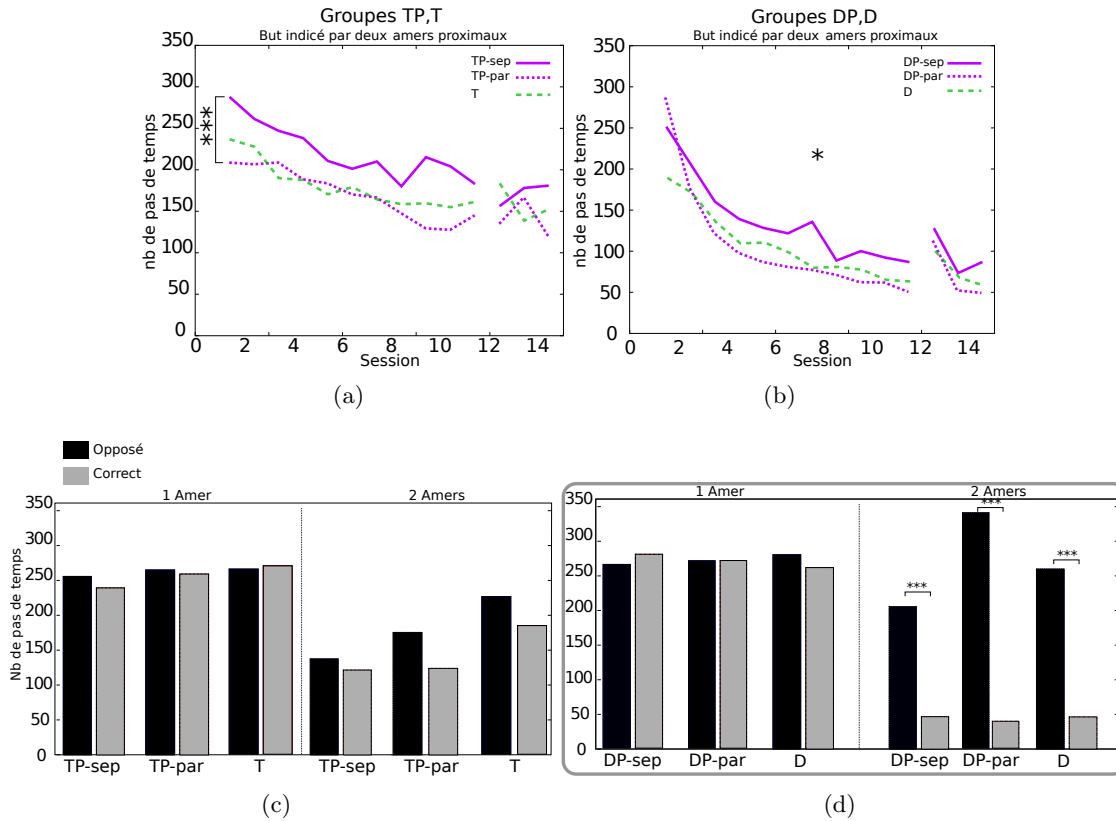 Groupes TP,T
But indicé par deux amers proximaux
350
300
250
200
150
100
50
0
nb de pas de temps
TP-sep
TP-par
T
***
0 2 4 6 8 10 12 14
Session
(a)
Groupes DP,D
But indicé par deux amers proximaux
350
300
250
200
150
100
50
0
nb de pas de temps
DP-sep
DP-par
D
*
0 2 4 6 8 10 12 14
Session
(b)
Opposé
Correct
1 Amer 2 Amers
350
300
250
200
150
100
50
0
Nb de pas de temps
TP-sep TP-par T TP-sep TP-par T
(c)
1 Amer 2 Amers
350
300
250
200
150
100
50
0
***
***
***
DP-sep DP-par D DP-sep DP-par D
(d)